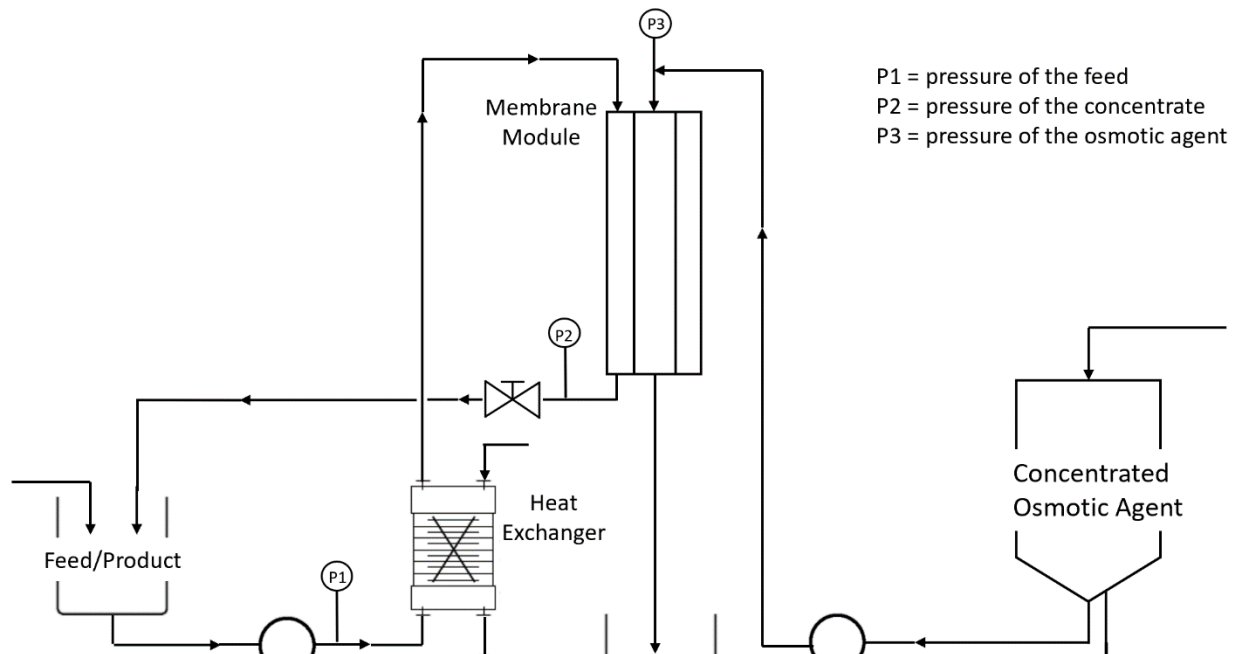 P3
P1 = pressure of the feed
P2 = pressure of the concentrate
P3 = pressure of the osmotic agent
Membrane
Module
P2
Concentrated
Osmotic Agent
Heat
Exchanger
Feed/Product
P1